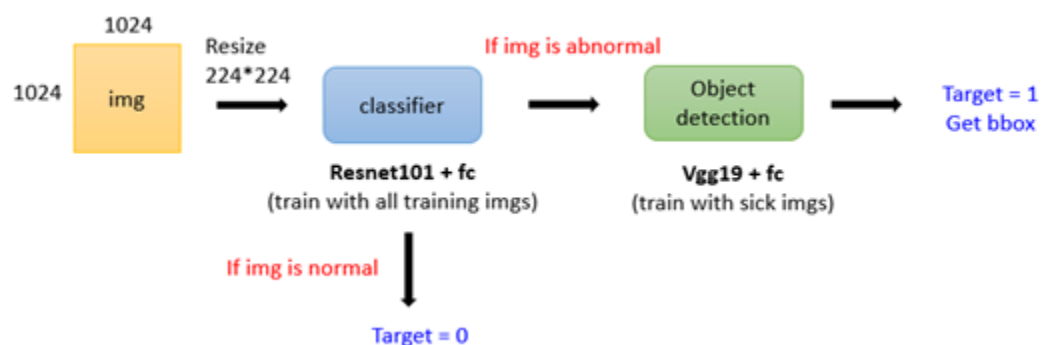 1024
1024
img
Resize
224*224
classifier
Resnet101 + fc
(train with all training imgs)
If img is normal
Target = 0
If img is abnormal
Object
detection
Vgg19 + fc
(train with sick imgs)
Target = 1
Get bbox